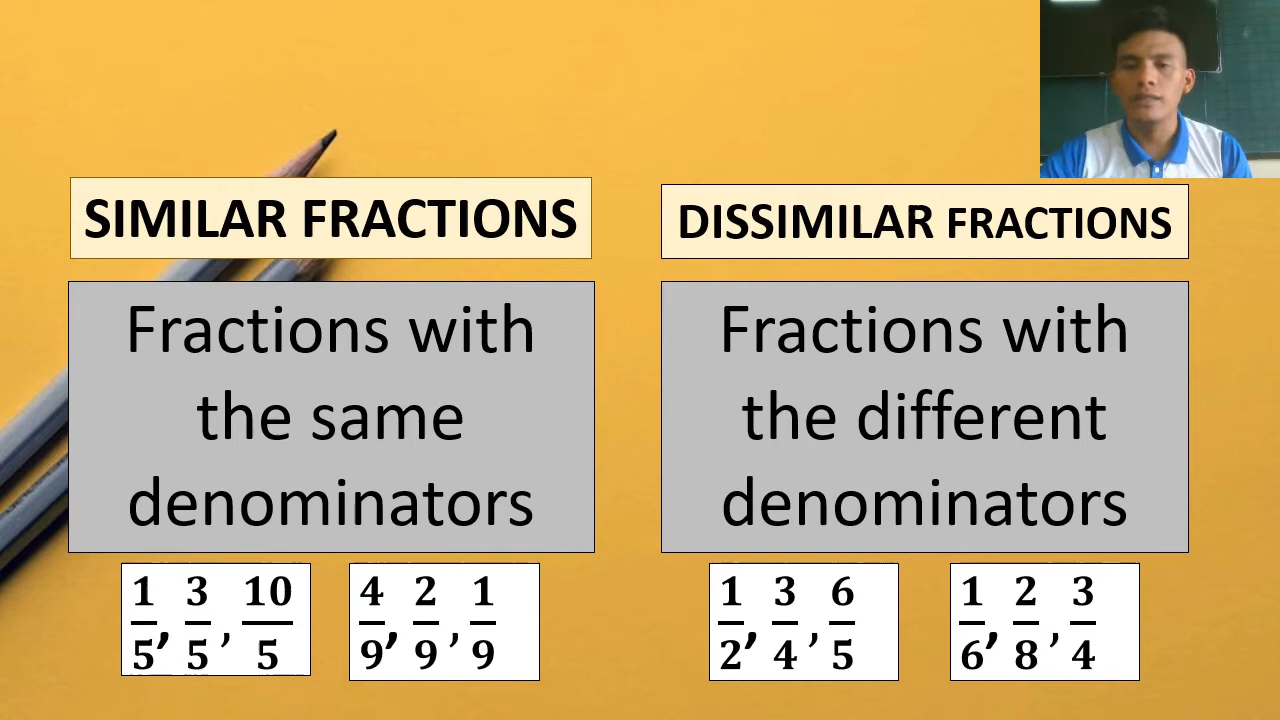 SIMILAR FRACTIONS
Fractions with
the same
denominators
1/5, 3/5, 10/5
4/9, 2/9, 1/9
DISSIMILAR FRACTIONS
Fractions with
the different
denominators
1/2, 3/4, 6/5
1/6, 2/8, 3/4